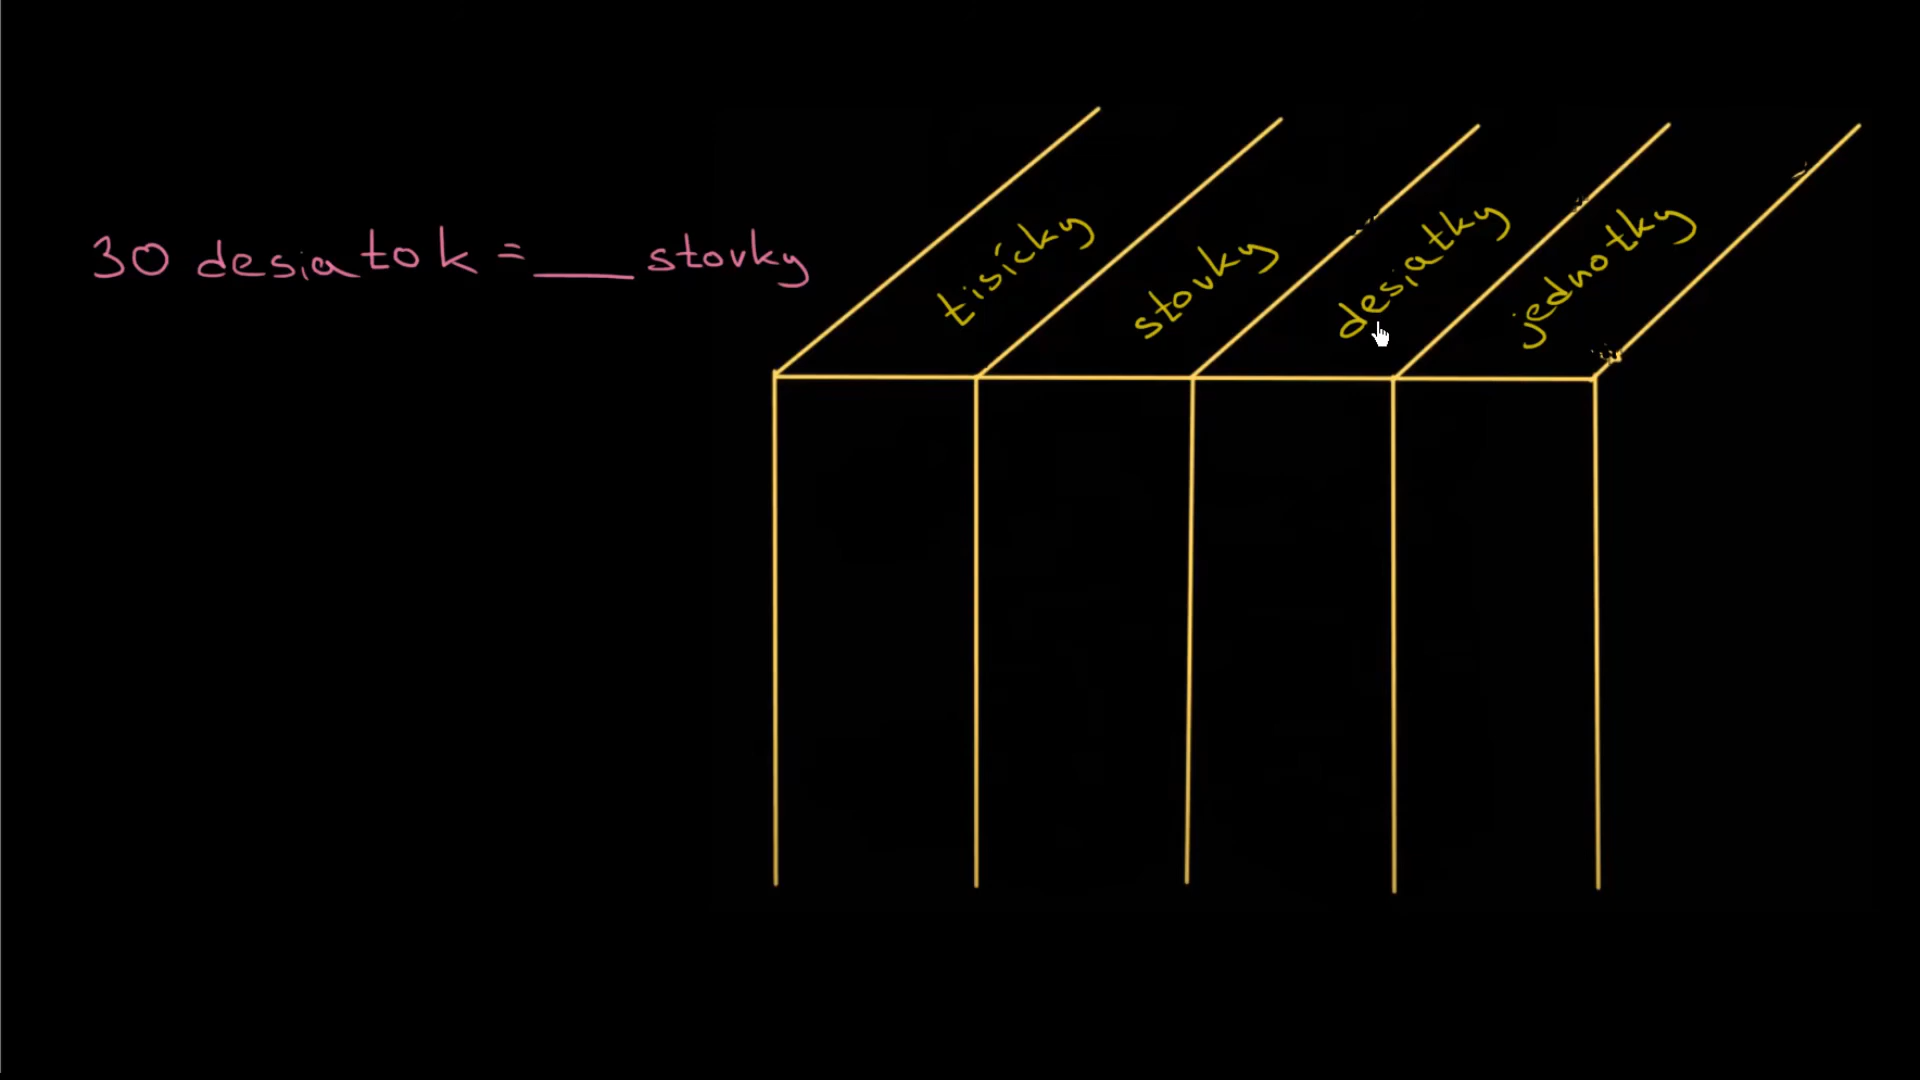 30 desiatok = ___ stovky
tisícky
stovky
desiatky
jednotky